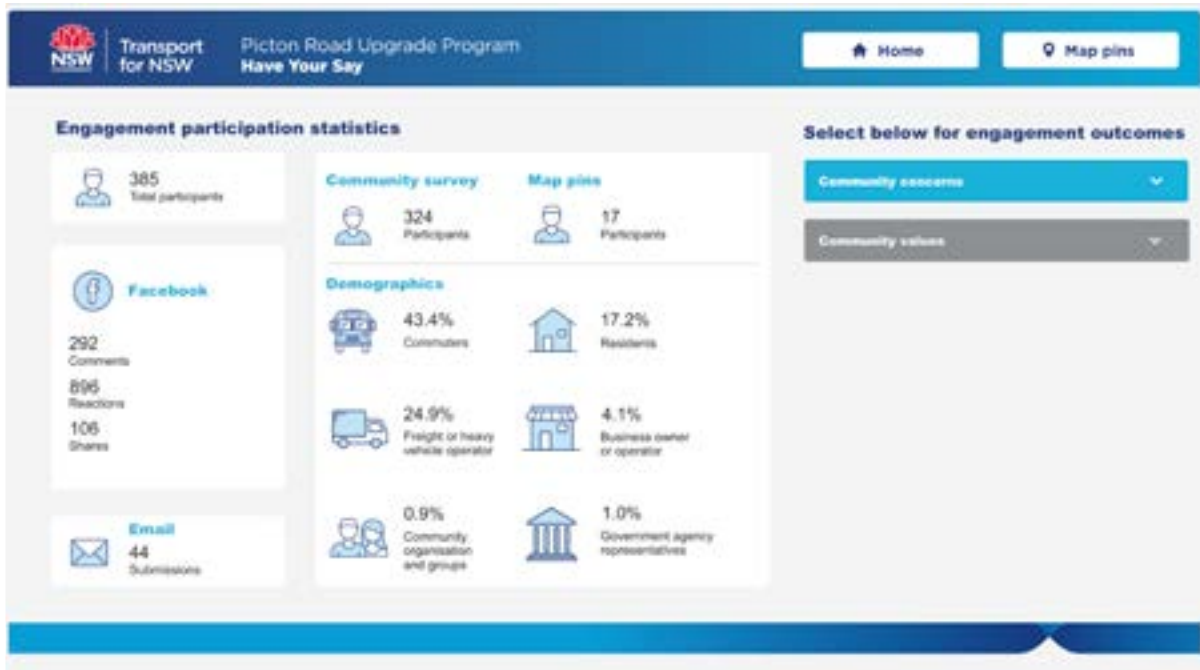 NSW
Transport
for NSW
Picton Road Upgrade Program
Have Your Say
Home
Map pins
Engagement participation statistics
385
Total participants
Facebook
292
Comments
896
Reactions
106
Shares
Email
44
Submissions
Community survey
324
Participants
Map pins
17
Participants
Demographics
43.4%
Commuters
17.2%
Residents
24.9%
Freight or heavy
vehicle operator
4.1%
Business owner
or operator
0.9%
Community
organisation
and groups
1.0%
Government agency
representatives
Select below for engagement outcomes
Community concerns
Community values